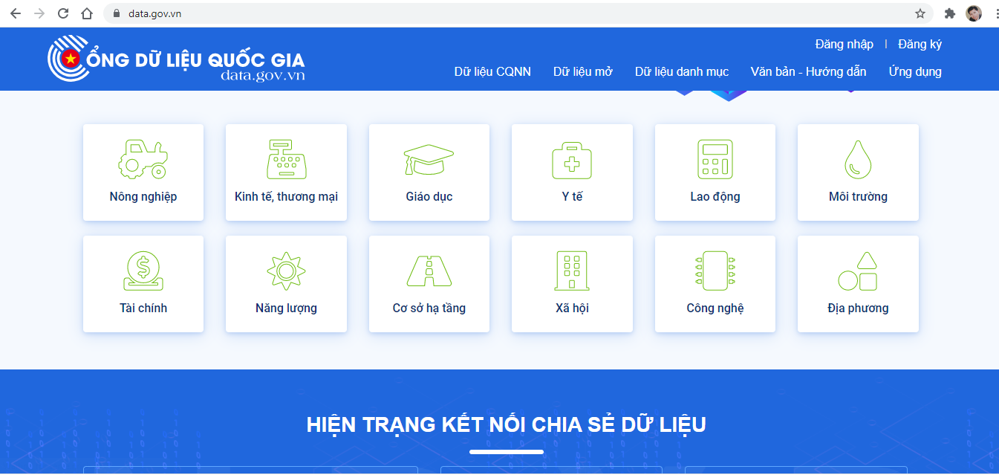 data.gov.vn
Đăng nhập | Đăng ký
CỔNG DỮ LIỆU QUỐC GIA
data.gov.vn
Dữ liệu CQNN Dữ liệu mở Dữ liệu danh mục Văn bản - Hướng dẫn Ứng dụng
Nông nghiệp Kinh tế, thương mại Giáo dục Y tế Lao động Môi trường
Tài chính Năng lượng Cơ sở hạ tầng Xã hội Công nghệ Địa phương
HIỆN TRẠNG KẾT NỐI CHIA SẺ DỮ LIỆU